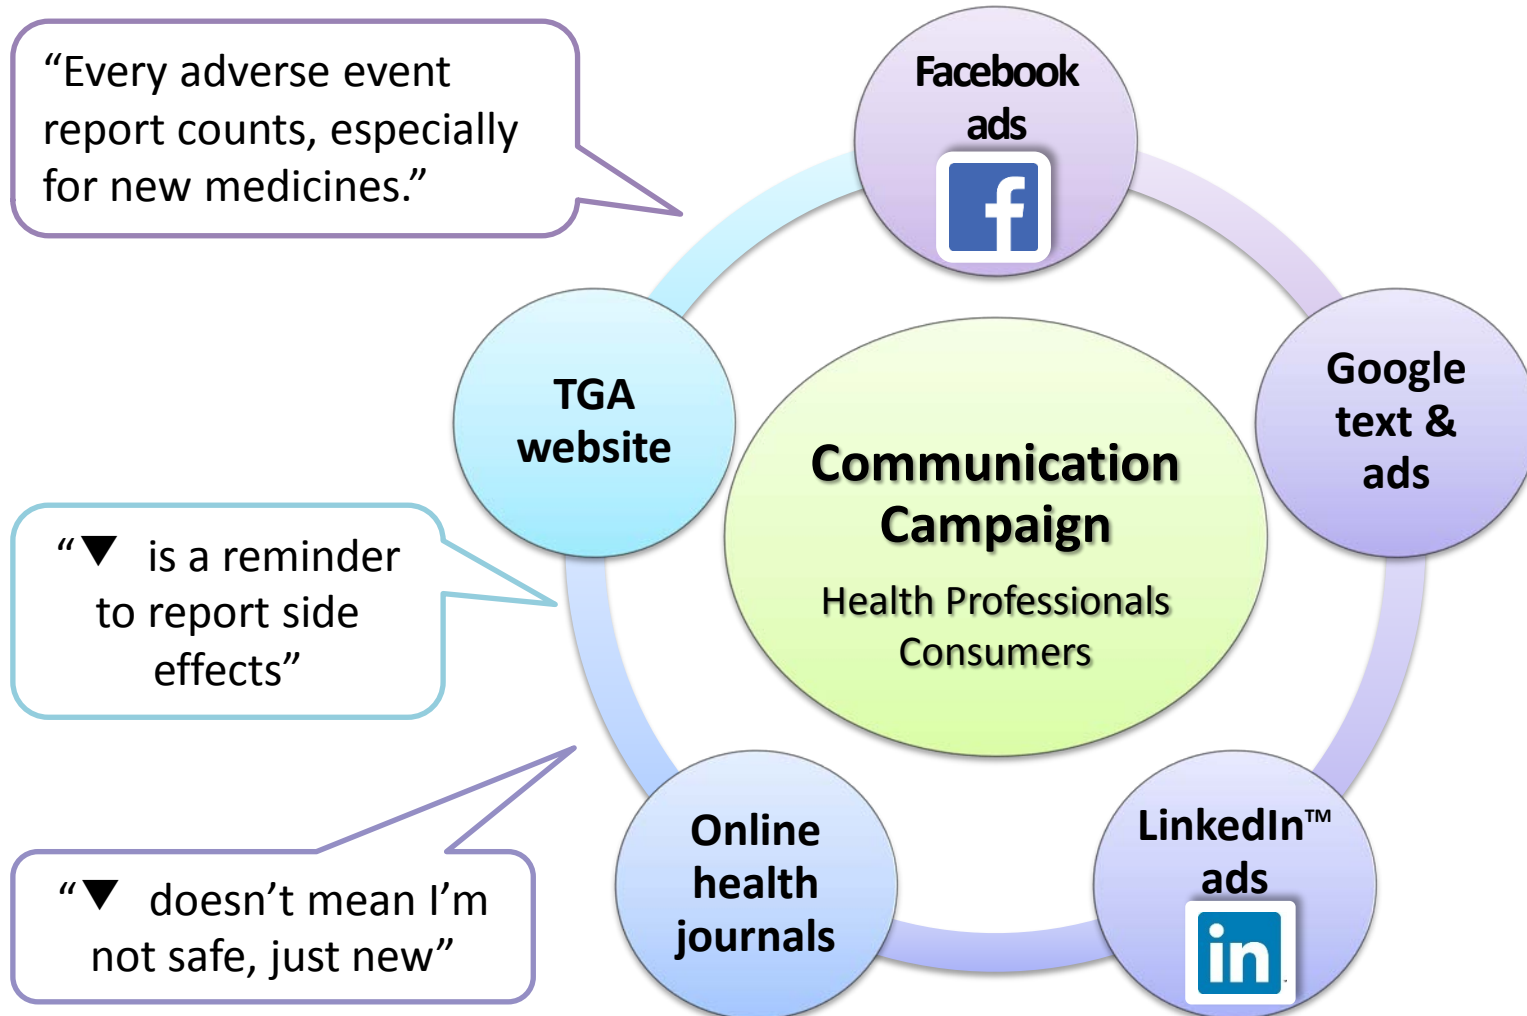 “Every adverse event
report counts, especially
for new medicines.”
Facebook
ads
f
TGA
website
Google
text &
ads
Communication
Campaign
Health Professionals
Consumers
“▼ is a reminder
to report side
effects”
“▼ doesn’t mean I’m
not safe, just new”
Online
health
journals
LinkedIn™
ads
in